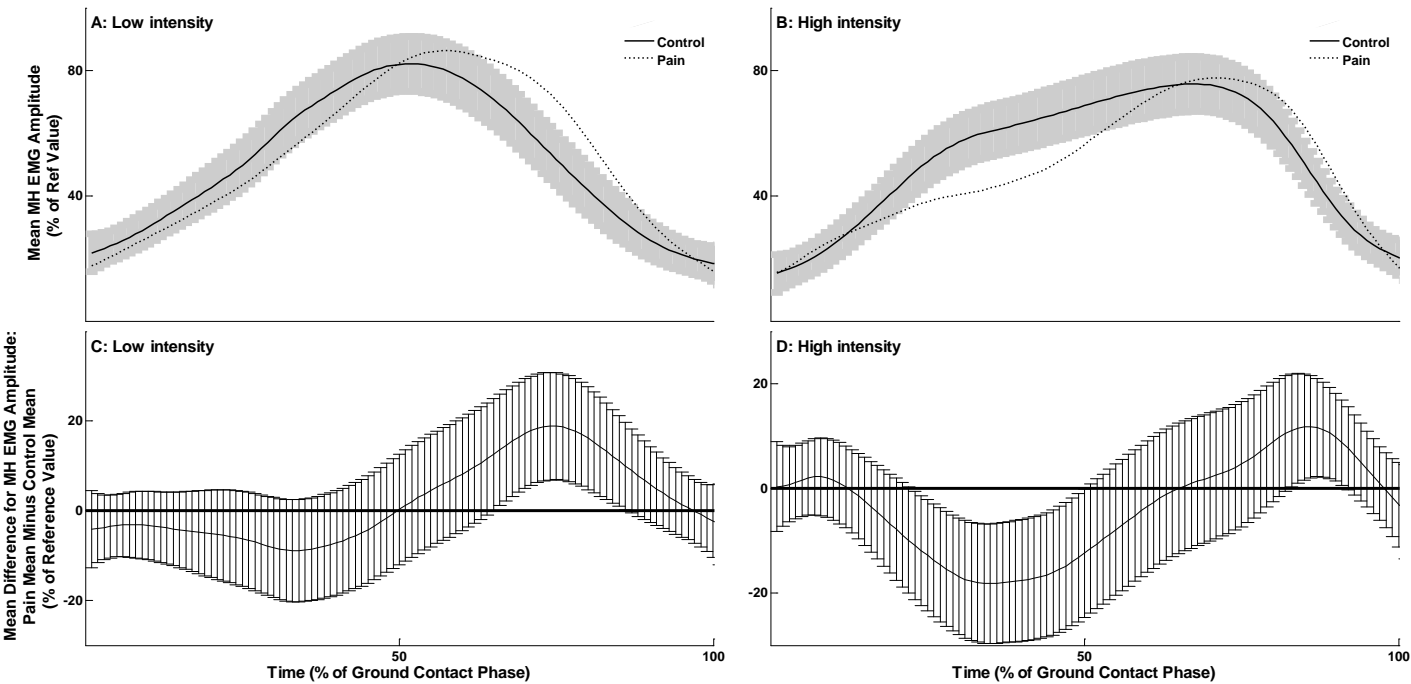 A: Low intensity
Control
Pain
80
40
Mean MH EMG Amplitude
(% of Ref Value)
B: High intensity
Control
Pain
80
40
C: Low intensity
20
0
-20
Mean Difference for MH EMG Amplitude:
Pain Mean Minus Control Mean
(% of Reference Value)
50
100
Time (% of Ground Contact Phase)
D: High intensity
20
0
-20
50
100
Time (% of Ground Contact Phase)